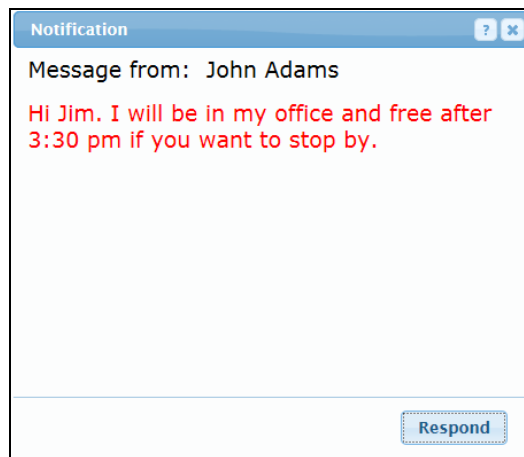 Notification
?
Message from: John Adams
Hi Jim. I will be in my office and free after
3:30 pm if you want to stop by.
Respond